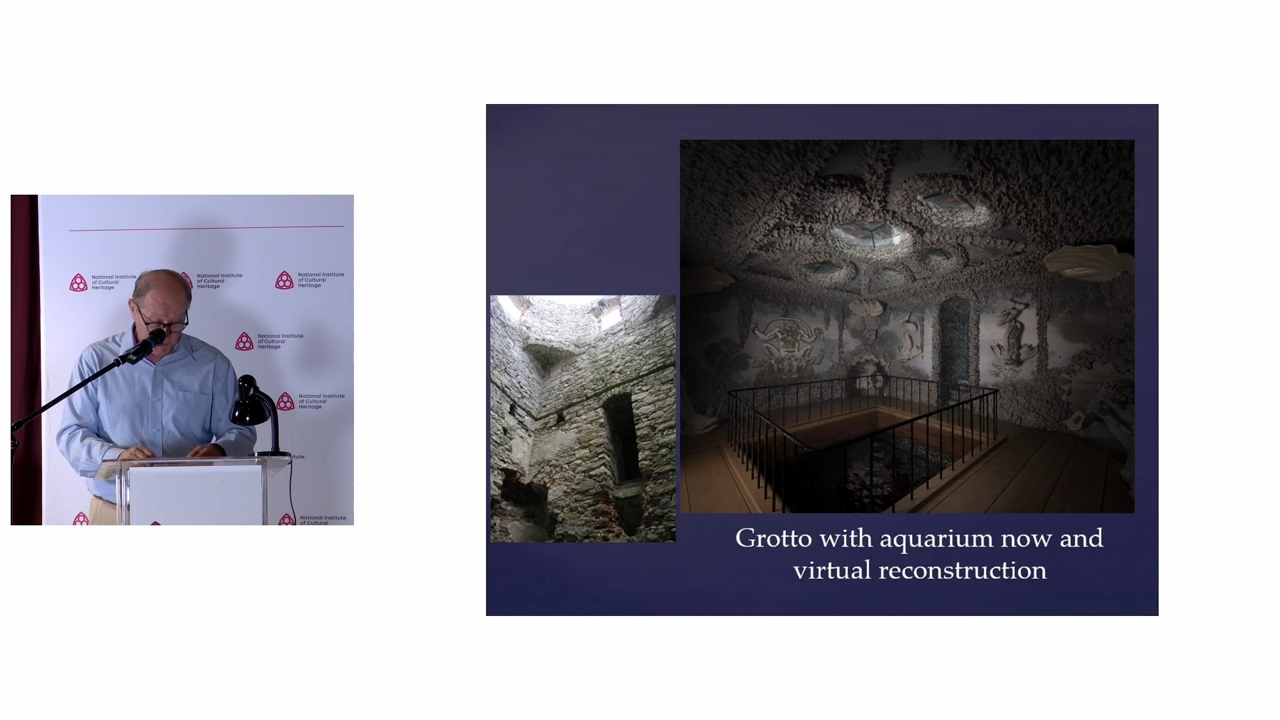 National Institute
of Cultural
Heritage
National Institute
of Cultural
Heritage
National Institute
of Cultural
Heritage
National Institute
of Cultural
Heritage
National Institute
of Cultural
Heritage
National Institute
of Cultural
Grotto with aquarium now and
virtual reconstruction